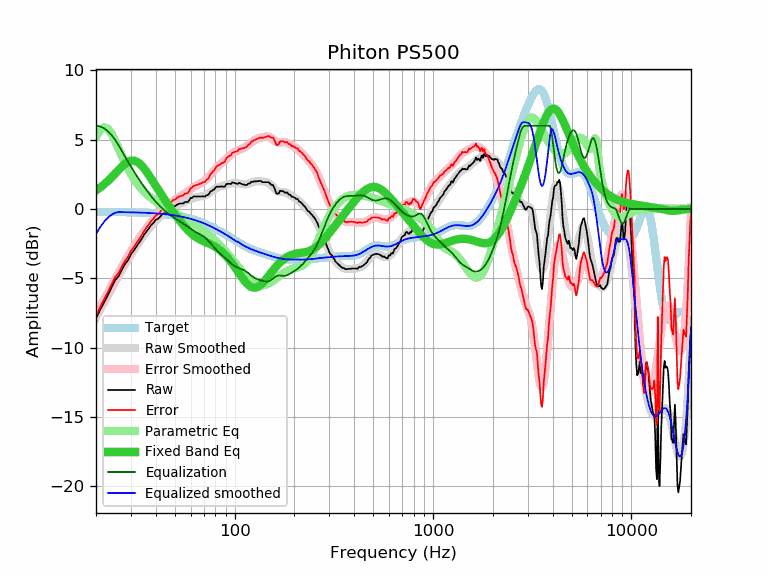 Phiton PS500
10
5
0
−5
−10
−15
−20
Amplitude (dBr)
Target
Raw Smoothed
Error Smoothed
Raw
Error
Parametric Eq
Fixed Band Eq
Equalization
Equalized smoothed
100
1000
10000
Frequency (Hz)